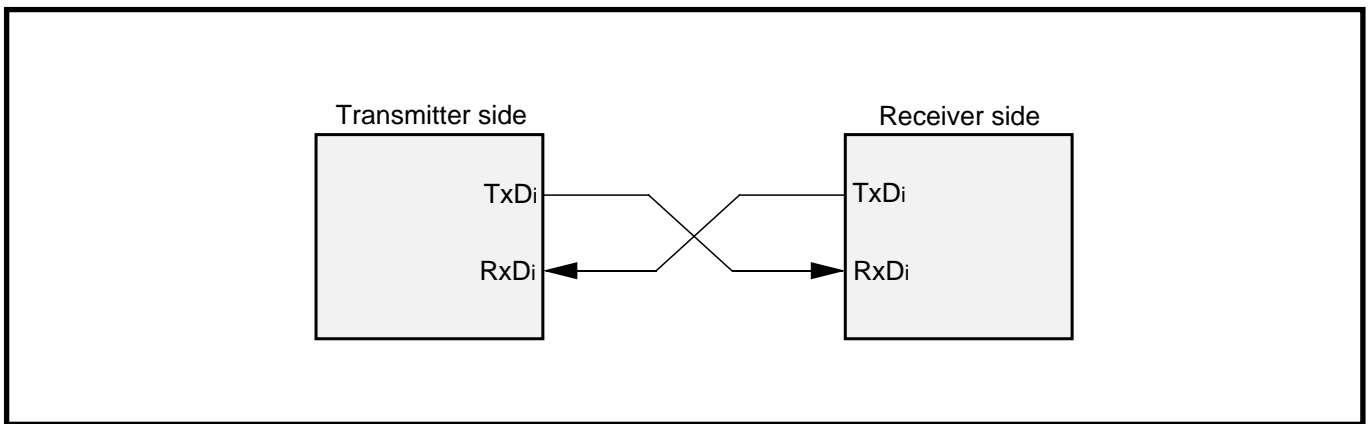 Transmitter side
Receiver side
TxDi
TxDi
RxDi
RxDi